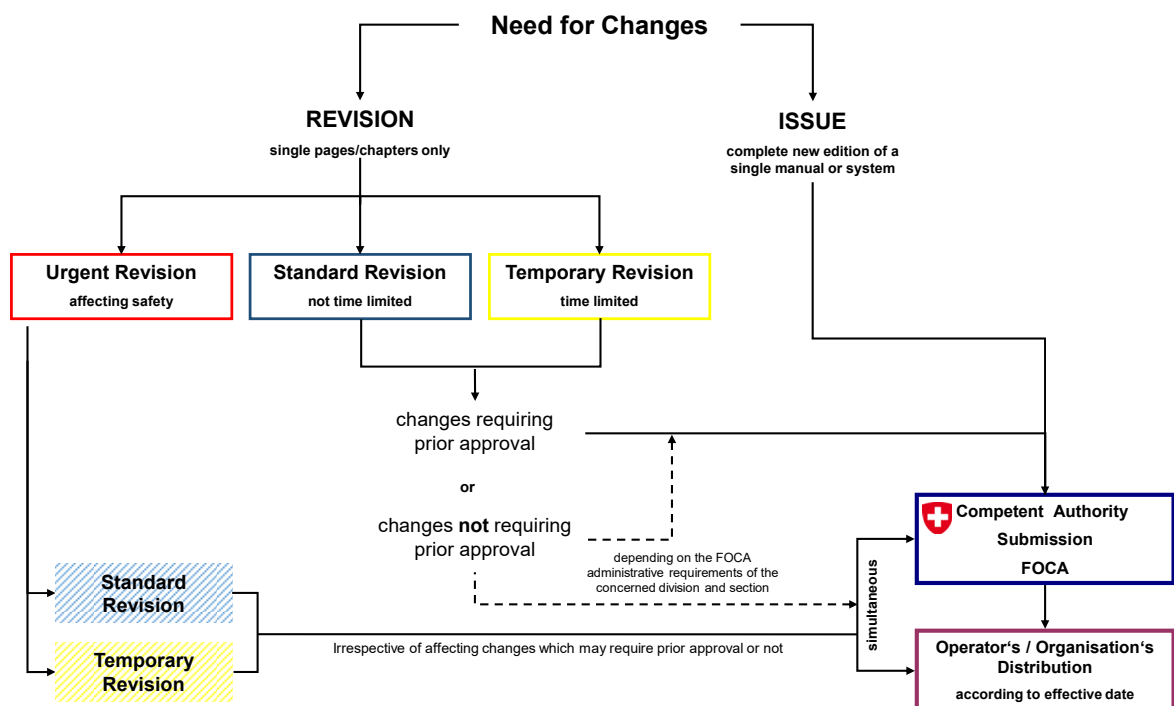 Need for Changes
REVISION
single pages/chapters only
ISSUE
complete new edition of a
single manual or system
Urgent Revision
affecting safety
Standard Revision
not time limited
Temporary Revision
time limited
changes requiring
prior approval
or
changes not requiring
prior approval
depending on the FOCA
administrative requirements of the
concerned division and section
Competent Authority
Submission
FOCA
simultaneous
Standard
Revision
Temporary
Revision
Irrespective of affecting changes which may require prior approval or not
Operator‘s / Organisation‘s
Distribution
according to effective date